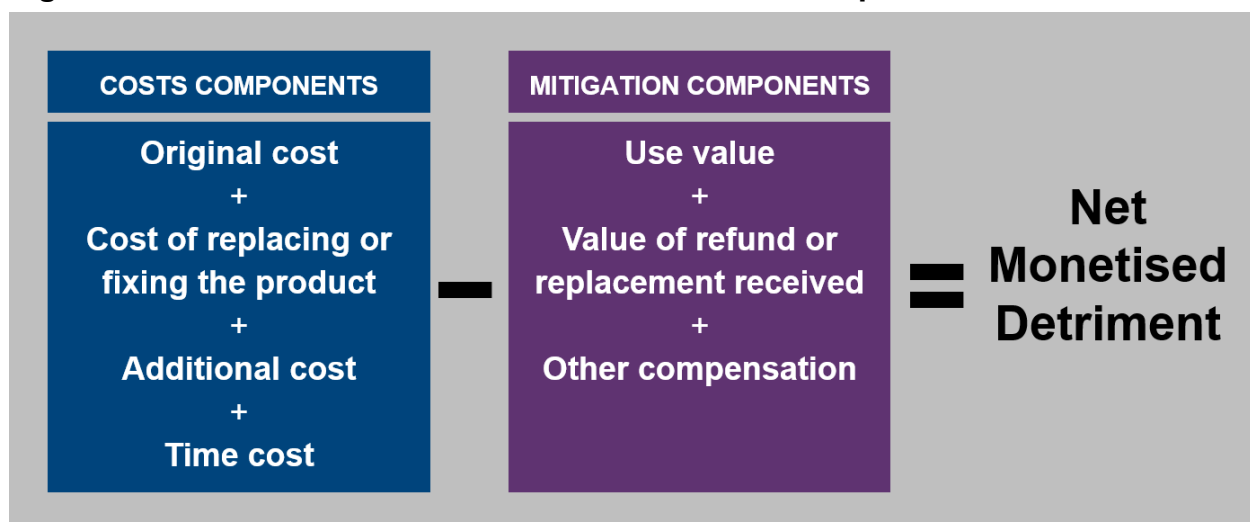 COSTS COMPONENTS
Original cost
+
Cost of replacing or
fixing the product
+
Additional cost
+
Time cost
−
MITIGATION COMPONENTS
Use value
+
Value of refund or
replacement received
+
Other compensation
=
Net
Monetised
Detriment